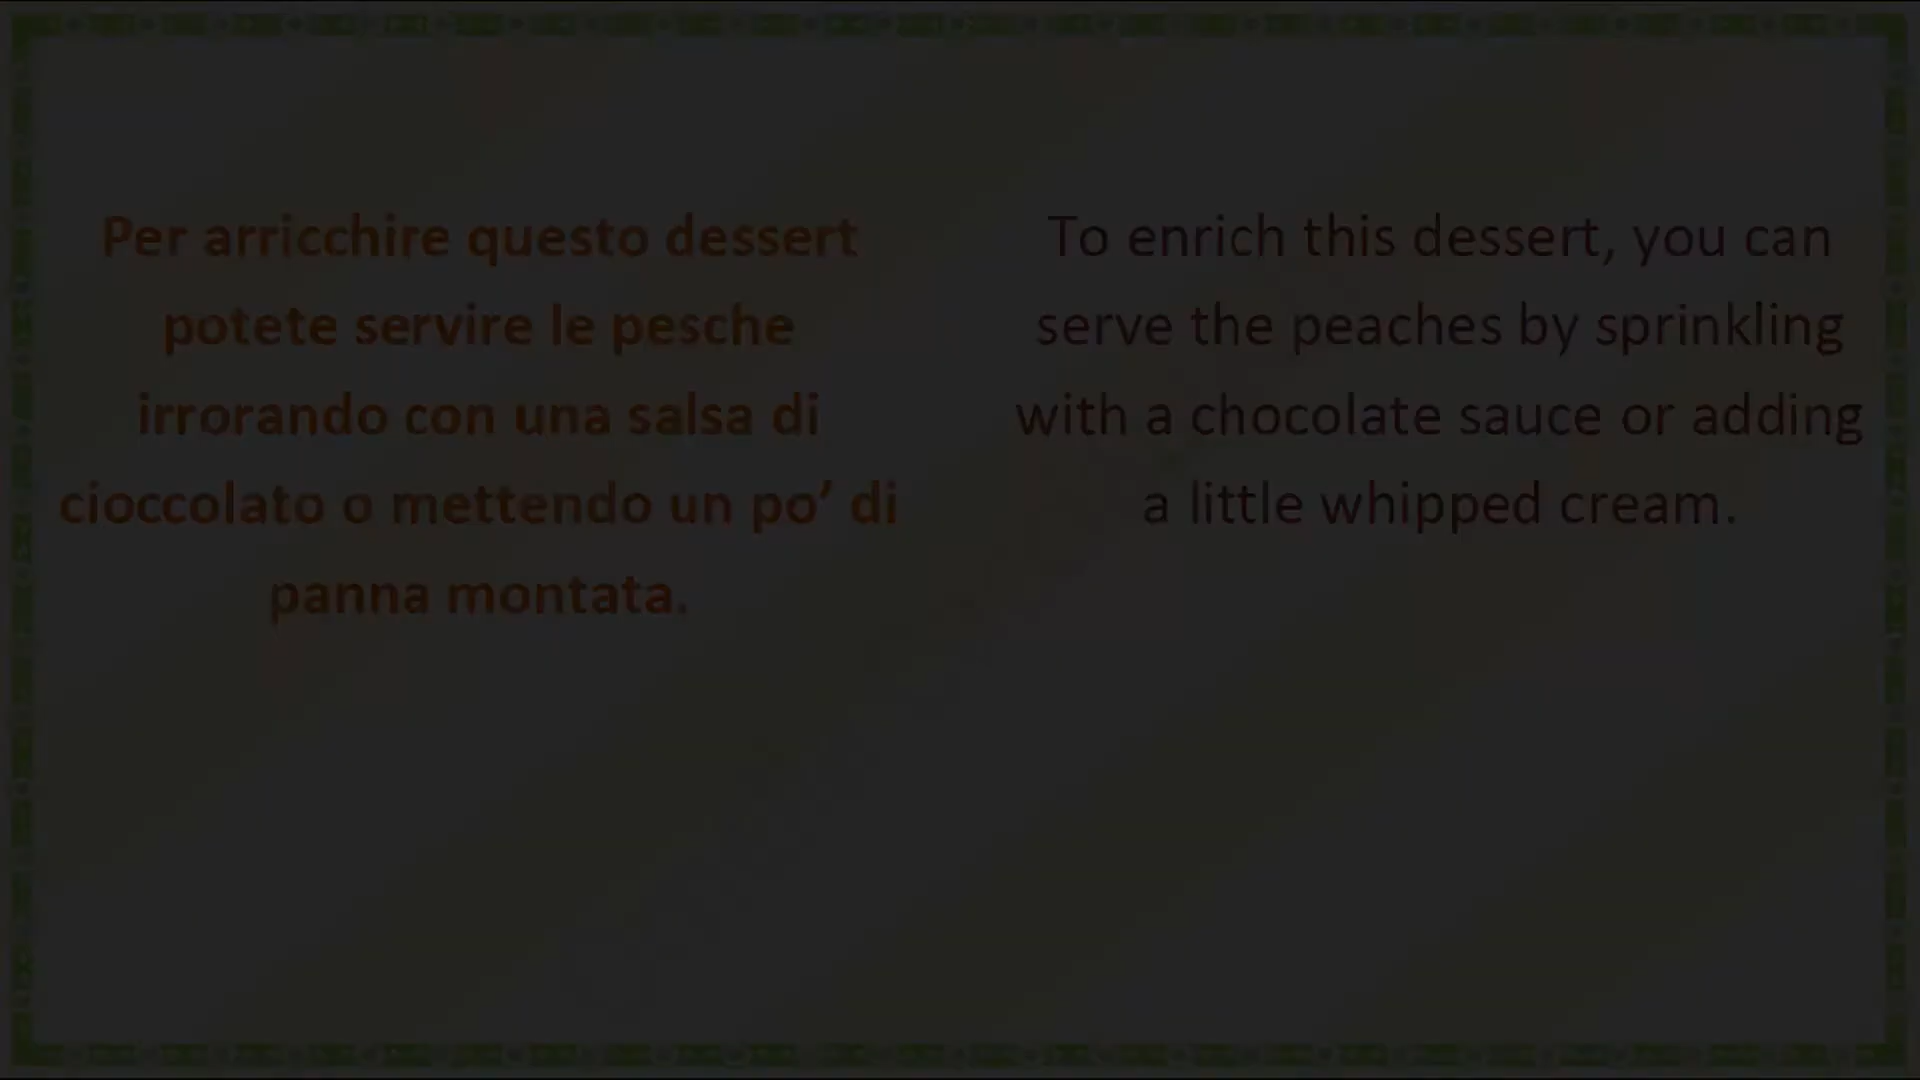 Per arricchire questo dessert
potete servire le pesche
irrorando con una salsa di
cioccolato o mettendo un po’ di
panna montata.
To enrich this dessert, you can
serve the peaches by sprinkling
with a chocolate sauce or adding
a little whipped cream.